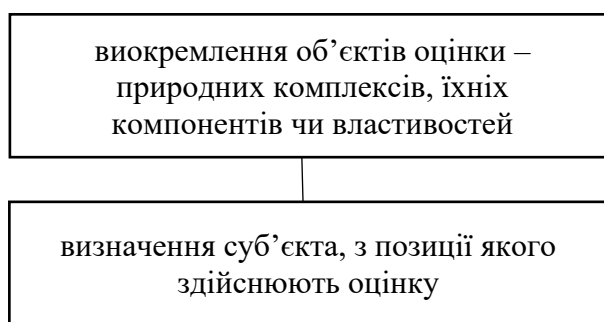 виокремлення об’єктів оцінки –
природних комплексів, їхніх
компонентів чи властивостей
визначення суб’єкта, з позиції якого
здійснюють оцінку